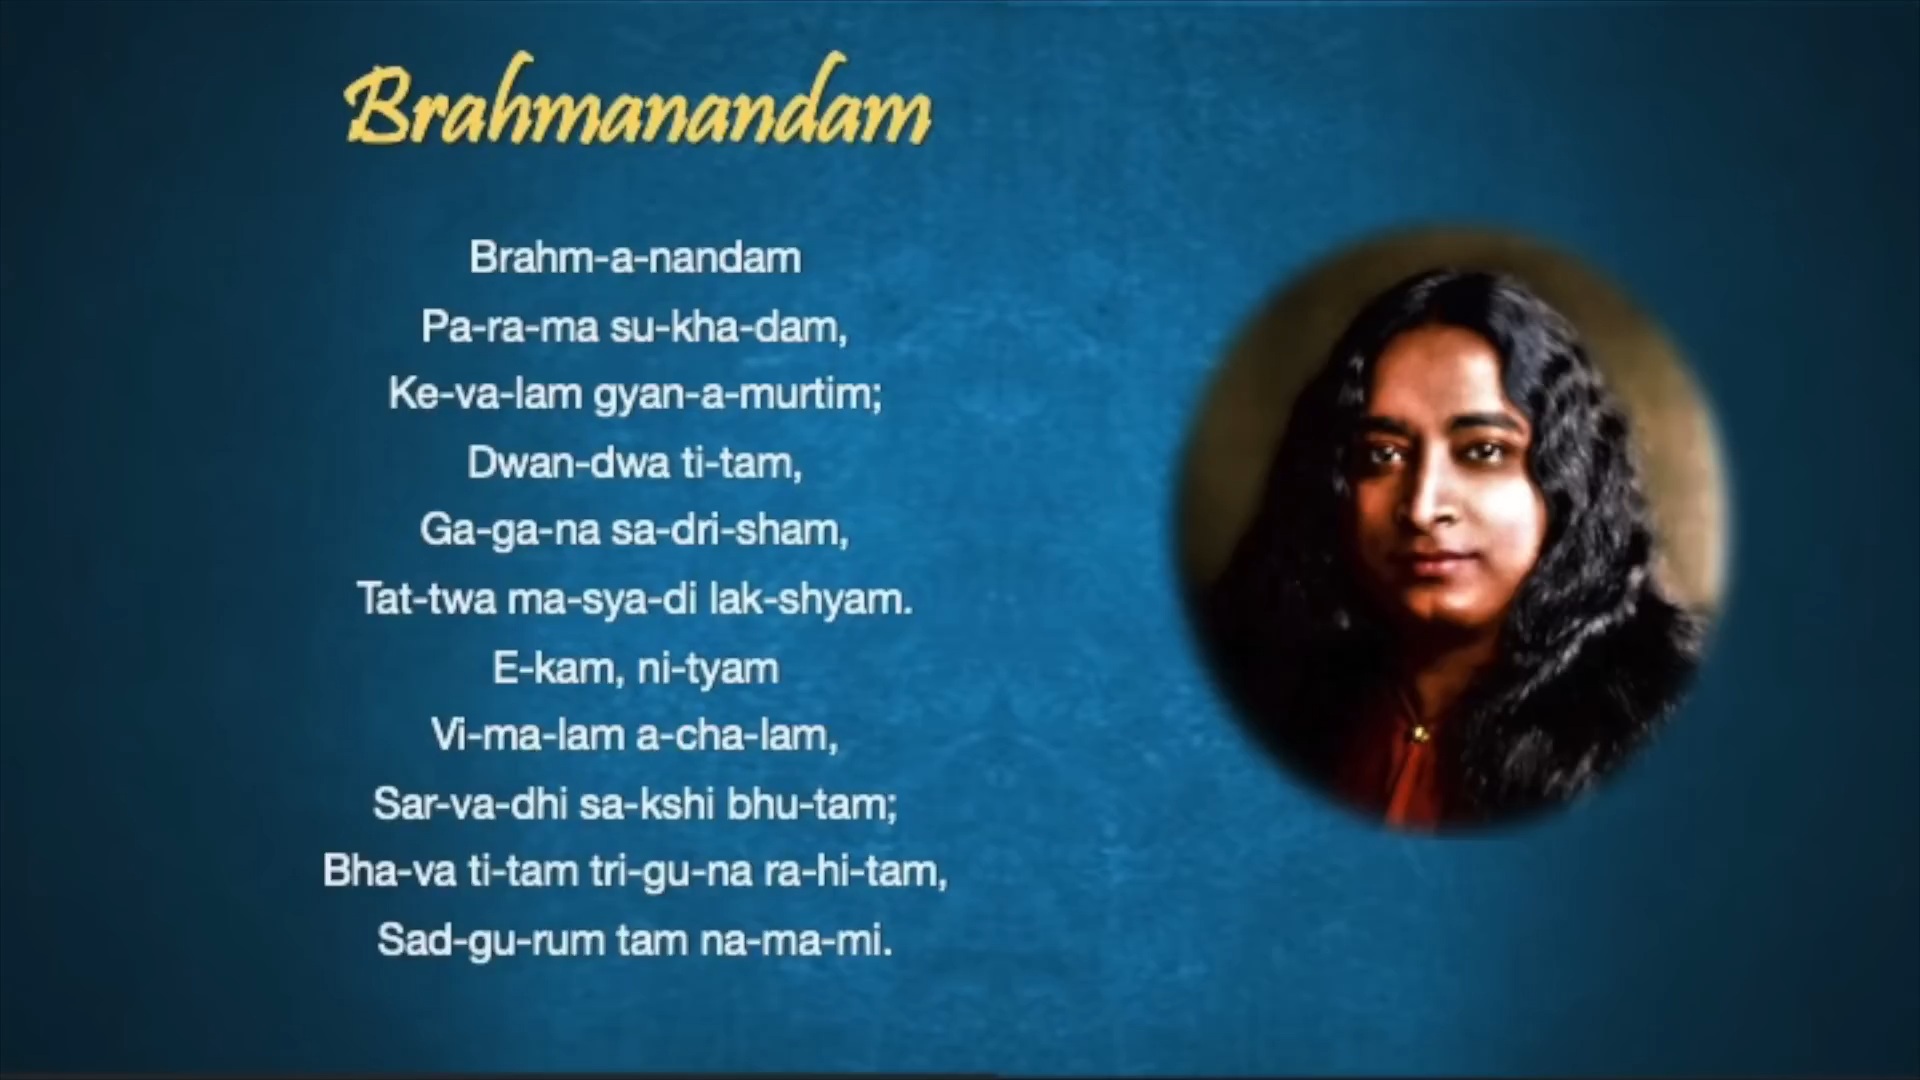 Brahmanandam
Brahm-a-nandam
Pa-ra-ma su-kha-dam,
Ke-va-lam gyan-a-murtim;
Dwan-dwa ti-tam,
Ga-ga-na sa-dri-sham,
Tat-twa ma-sya-di lak-shyam.
E-kam, ni-tyam
Vi-ma-lam a-cha-lam,
Sar-va-dhi sa-kshi bhu-tam;
Bha-va ti-tam tri-gu-na ra-hi-tam,
Sad-gu-rum tam na-ma-mi.